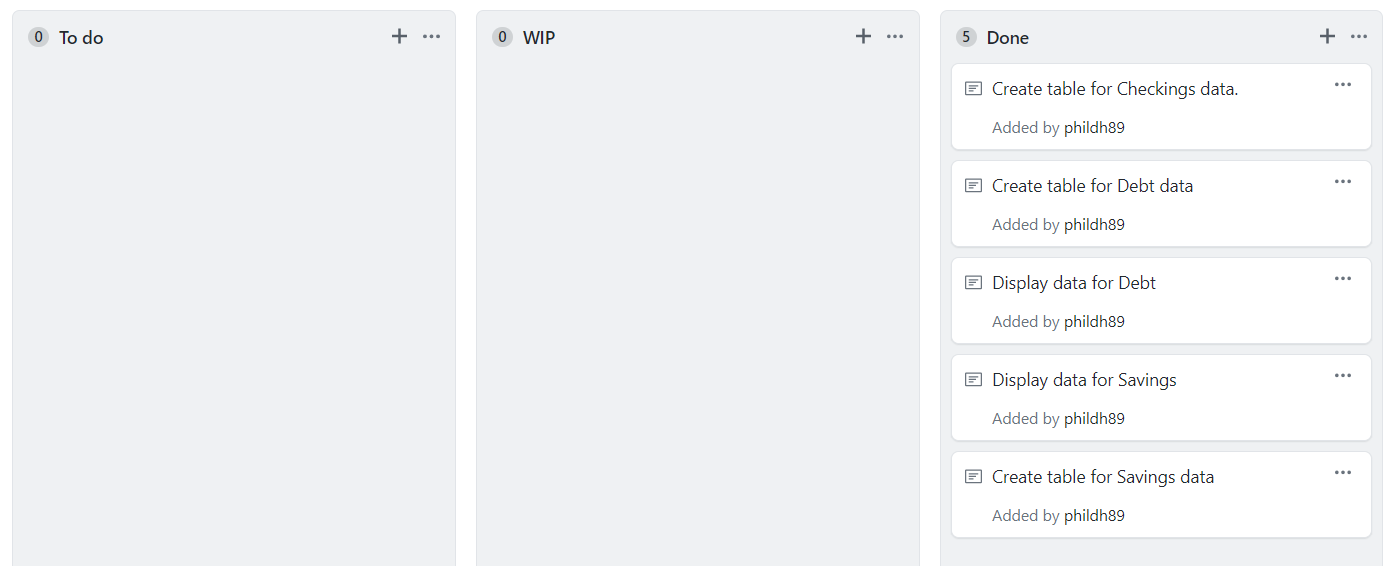 0 To do
0 WIP
5 Done
Create table for Checkings data.
Added by phildh89
Create table for Debt data
Added by phildh89
Display data for Debt
Added by phildh89
Display data for Savings
Added by phildh89
Create table for Savings data
Added by phildh89